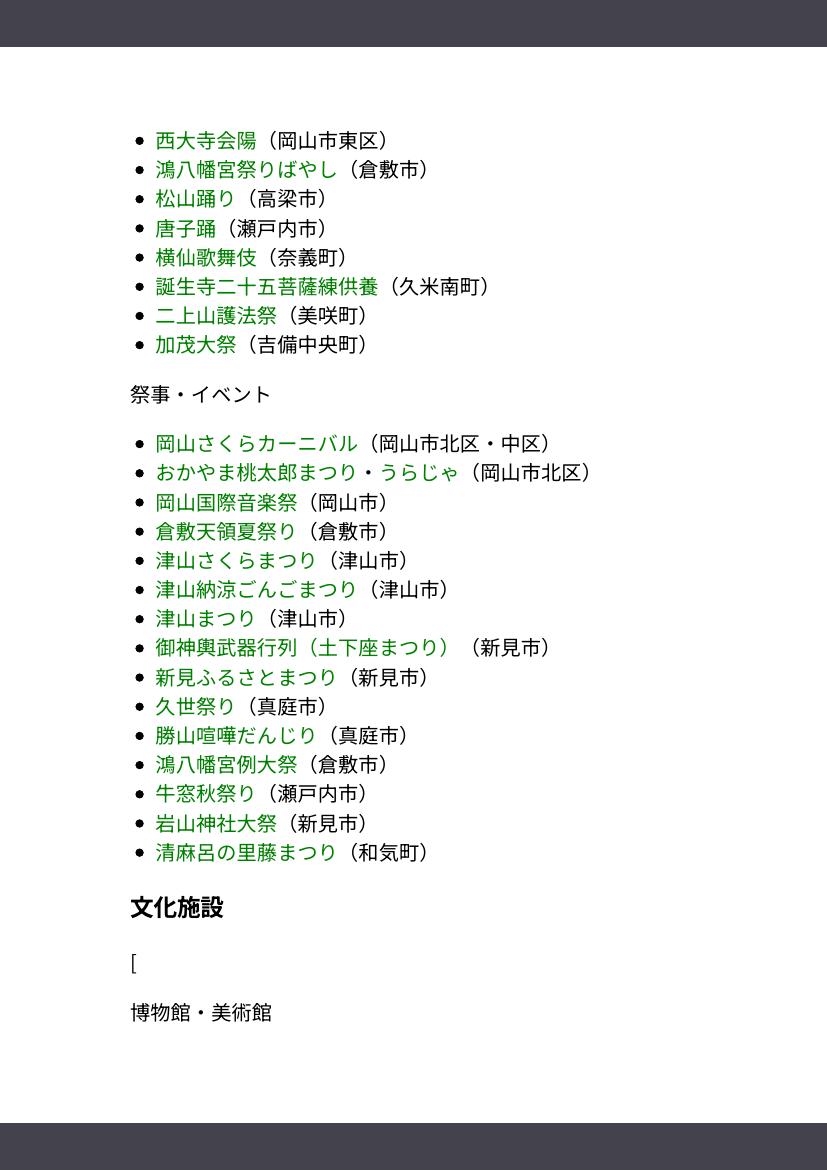 西大寺会陽（岡山市東区）
鴻八幡宮祭りばやし（倉敷市）
松山踊り（高梁市）
唐子踊（瀬戸内市）
横仙歌舞伎（奈義町）
誕生寺二十五菩薩練供養（久米南町）
二上山護法祭（美咲町）
加茂大祭（吉備中央町）
祭事・イベント
岡山さくらカーニバル（岡山市北区・中区）
おかやま桃太郎まつり・うらじゃ（岡山市北区）
岡山国際音楽祭（岡山市）
倉敷天領夏祭り（倉敷市）
津山さくらまつり（津山市）
津山納涼ごんごまつり（津山市）
津山まつり（津山市）
御神輿武器行列（土下座まつり）（新見市）
新見ふるさとまつり（新見市）
久世祭り（真庭市）
勝山喧嘩だんじり（真庭市）
鴻八幡宮例大祭（倉敷市）
牛窓秋祭り（瀬戸内市）
岩山神社大祭（新見市）
清麻呂の里藤まつり（和気町）
文化施設
[
博物館・美術館